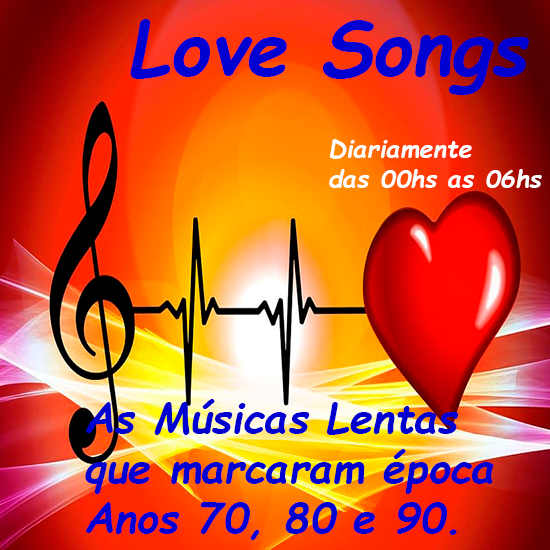 Love Songs
Diariamente
das 00hs as 06hs
As Músicas Lentas
que marcaram época
Anos 70, 80 e 90.